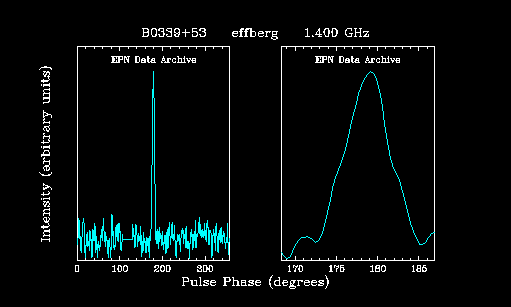 B0339+53 effberg 1.400 GHz
EPN Data Archive EPN Data Archive
Intensity (arbitrary units)
0 100 200 300 170 175 180 185
Pulse Phase (degrees)